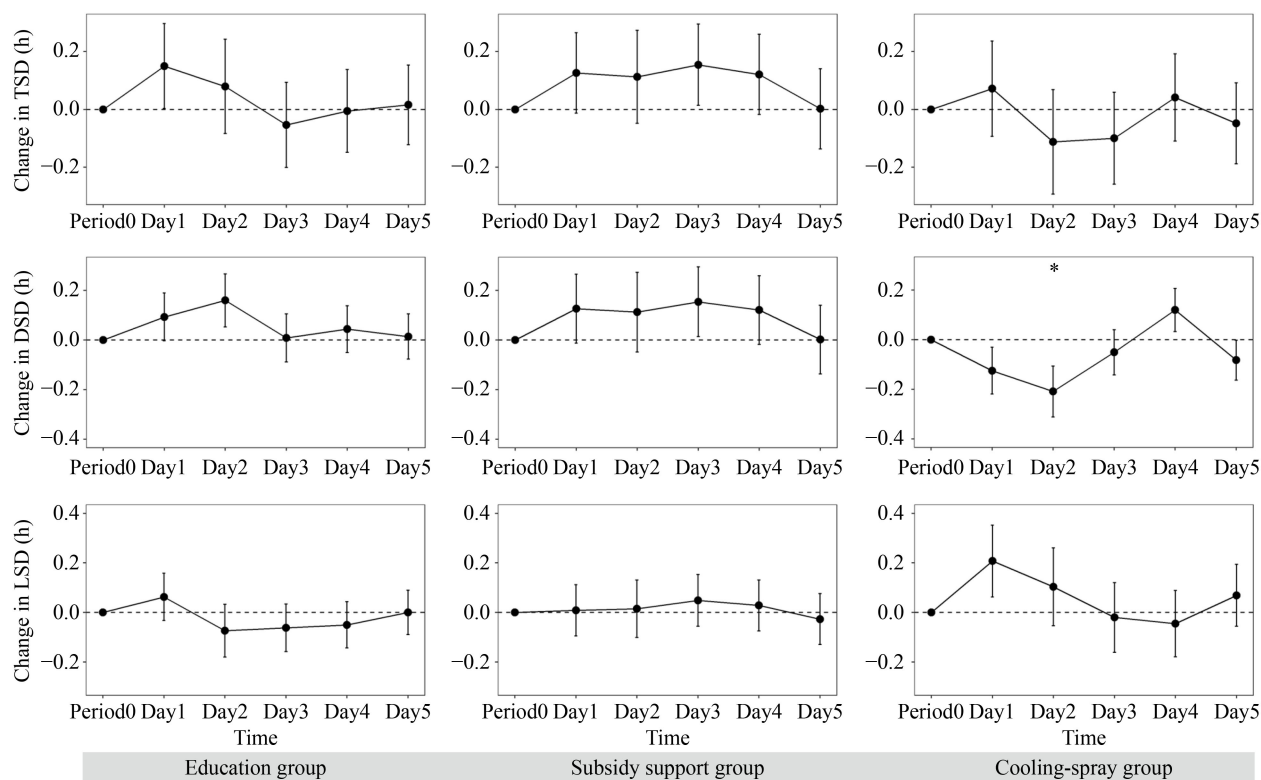 Change in TSD (h)
0.2
0.0
−0.2
Period0 Day1 Day2 Day3 Day4 Day5
0.2
0.0
−0.2
Period0 Day1 Day2 Day3 Day4 Day5
0.2
0.0
−0.2
Period0 Day1 Day2 Day3 Day4 Day5
Change in DSD (h)
0.2
0.0
−0.2
−0.4
Period0 Day1 Day2 Day3 Day4 Day5
0.2
0.0
−0.2
−0.4
Period0 Day1 Day2 Day3 Day4 Day5
*
0.2
0.0
−0.2
−0.4
Period0 Day1 Day2 Day3 Day4 Day5
Change in LSD (h)
0.4
0.2
0.0
−0.2
Period0 Day1 Day2 Day3 Day4 Day5
Time
Education group
0.4
0.2
0.0
−0.2
Period0 Day1 Day2 Day3 Day4 Day5
Time
Subsidy support group
0.4
0.2
0.0
−0.2
Period0 Day1 Day2 Day3 Day4 Day5
Time
Cooling-spray group